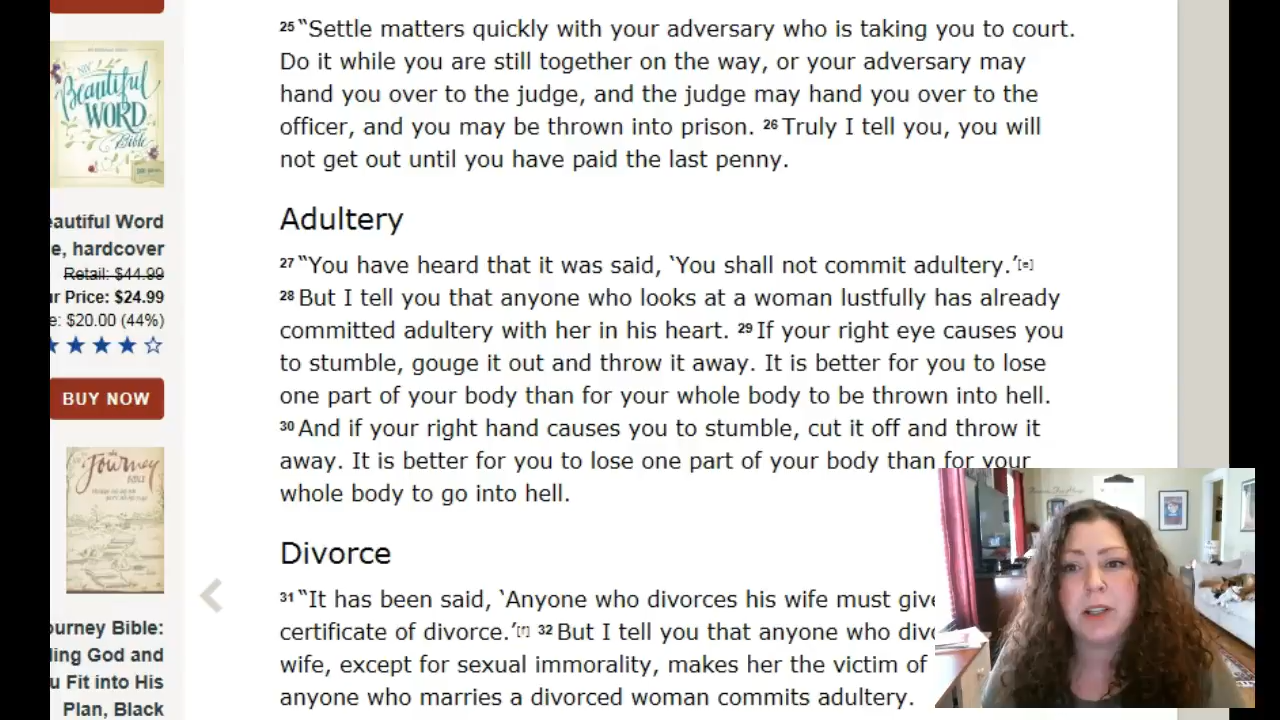 NIV
Beautiful
WORD
Bible
eautiful Word
e, hardcover
Retail: $44.99
r Price: $24.99
e: $20.00 (44%)
BUY NOW
the
Journey
BIBLE
ourney Bible:
ling God and
u Fit into His
Plan, Black
25 “Settle matters quickly with your adversary who is taking you to court.
Do it while you are still together on the way, or your adversary may
hand you over to the judge, and the judge may hand you over to the
officer, and you may be thrown into prison. 26 Truly I tell you, you will
not get out until you have paid the last penny.
Adultery
27 “You have heard that it was said, ‘You shall not commit adultery.’[e]
28 But I tell you that anyone who looks at a woman lustfully has already
committed adultery with her in his heart. 29 If your right eye causes you
to stumble, gouge it out and throw it away. It is better for you to lose
one part of your body than for your whole body to be thrown into hell.
30 And if your right hand causes you to stumble, cut it off and throw it
away. It is better for you to lose one part of your body than for your
whole body to go into hell.
Divorce
31 “It has been said, ‘Anyone who divorces his wife must give
certificate of divorce.’[f] 32 But I tell you that anyone who divo
wife, except for sexual immorality, makes her the victim of
anyone who marries a divorced woman commits adultery.